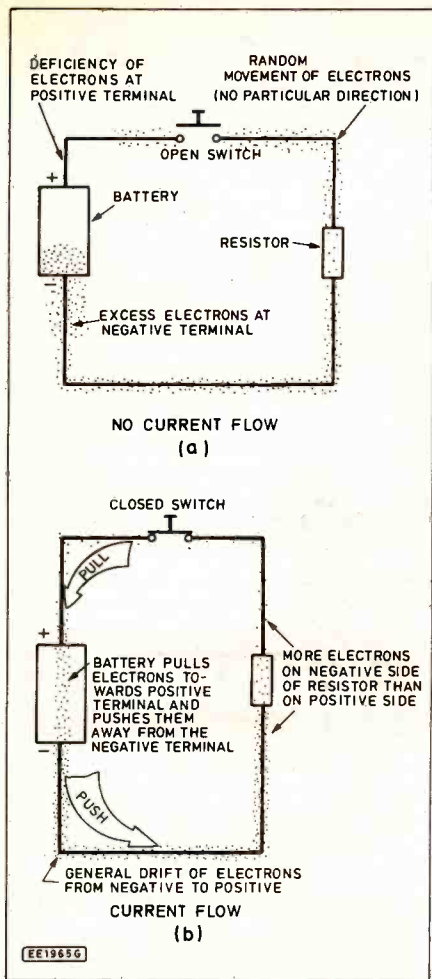 DEFICIENCY OF
ELECTRONS AT
POSITIVE TERMINAL
RANDOM
MOVEMENT OF ELECTRONS
(NO PARTICULAR DIRECTION)
OPEN SWITCH
+
BATTERY
RESISTOR
−
EXCESS ELECTRONS AT
NEGATIVE TERMINAL
NO CURRENT FLOW
(a)
CLOSED SWITCH
PULL
+
BATTERY PULLS
ELECTRONS TO-
WARDS POSITIVE
TERMINAL AND
PUSHES THEM
AWAY FROM THE
NEGATIVE TERMINAL
MORE ELECTRONS
ON NEGATIVE SIDE
OF RESISTOR THAN
ON POSITIVE SIDE
−
PUSH
GENERAL DRIFT OF ELECTRONS
FROM NEGATIVE TO POSITIVE
CURRENT FLOW
(b)
EE1965G